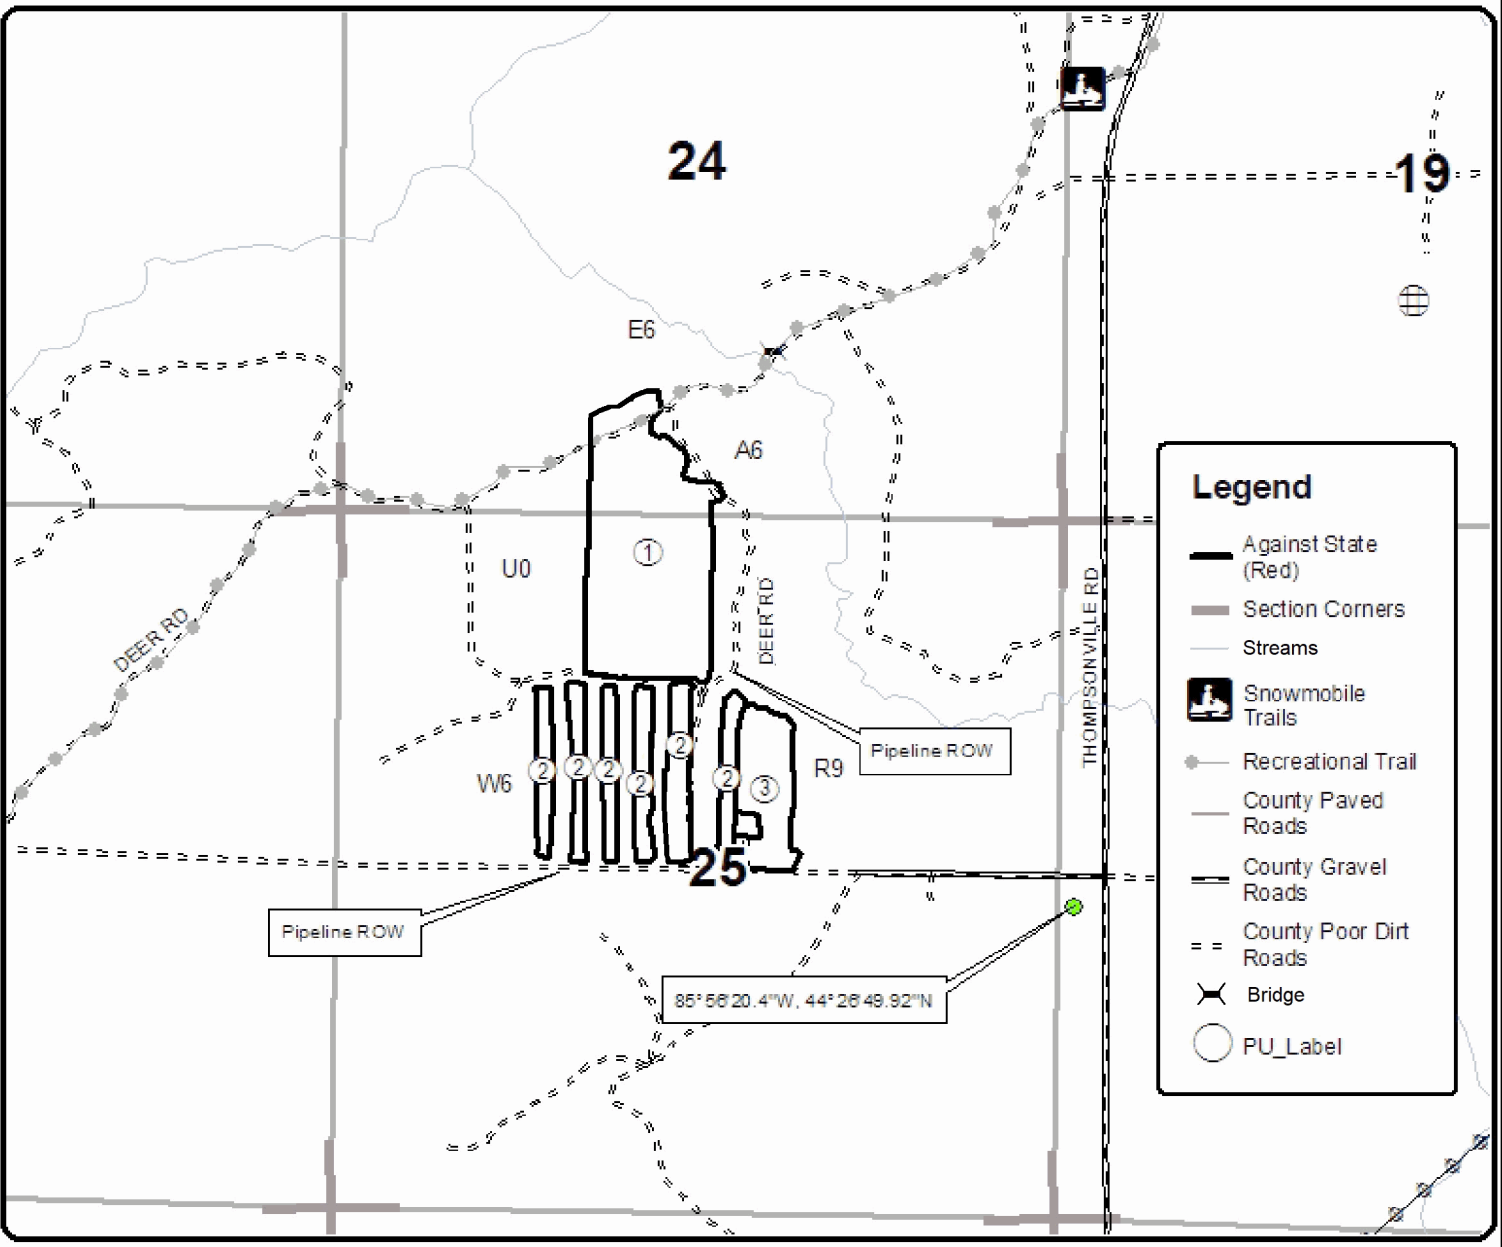 24
19
E6
A6
U0
1
DEER RD
DEER RD
THOMPSONVILLE RD
W6
2
2
2
2
2
2
3
R9
Pipeline ROW
25
Pipeline ROW
85° 56'20.4"W, 44° 26'49.92"N
Legend
Against State
(Red)
Section Corners
Streams
Snowmobile
Trails
Recreational Trail
County Paved
Roads
County Gravel
Roads
County Poor Dirt
Roads
Bridge
PU_Label